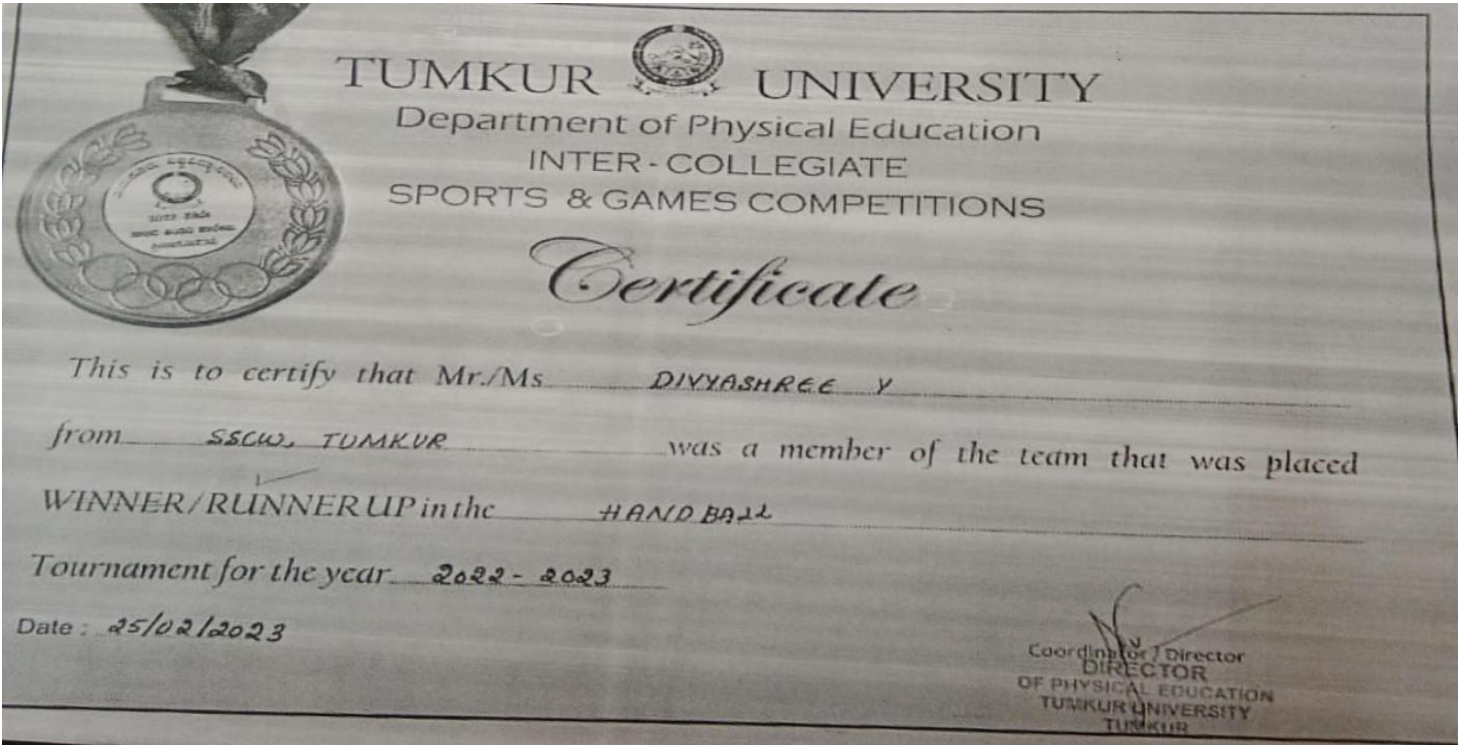 TUMKUR UNIVERSITY
Department of Physical Education
INTER - COLLEGIATE
SPORTS & GAMES COMPETITIONS
Certificate
This is to certify that Mr./Ms. DIVYASHREE Y
from SSCW, TUMKUR was a member of the team that was placed
WINNER/RUNNER UP in the HAND BALL
Tournament for the year 2022 - 2023
Date : 25/02/2023
Coordinator / Director
DIRECTOR
OF PHYSICAL EDUCATION
TUMKUR UNIVERSITY
TUMKUR